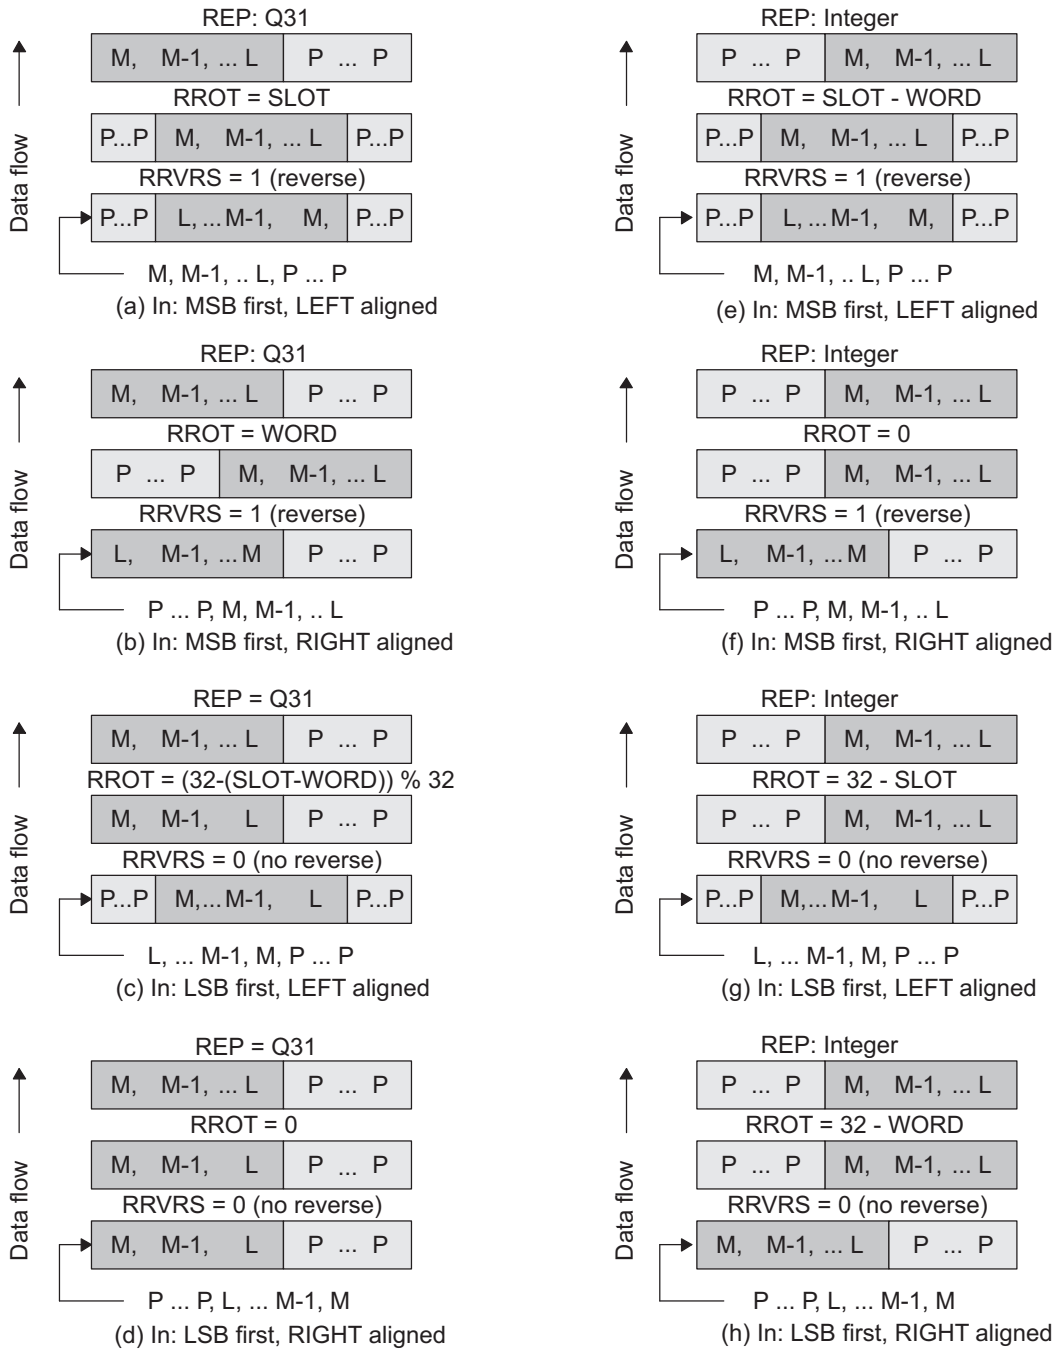 REP: Q31
M, M-1, ... L P ... P
RROT = SLOT
P...P M, M-1, ... L P...P
RRVRS = 1 (reverse)
P...P L, ... M-1, M, P...P
M, M-1, .. L, P ... P
(a) In: MSB first, LEFT aligned
Data flow
REP: Q31
M, M-1, ... L P ... P
RROT = WORD
P ... P M, M-1, ... L
RRVRS = 1 (reverse)
L, M-1, ... M P ... P
P ... P, M, M-1, .. L
(b) In: MSB first, RIGHT aligned
Data flow
REP = Q31
M, M-1, ... L P ... P
RROT = (32-(SLOT-WORD)) % 32
M, M-1, L P ... P
RRVRS = 0 (no reverse)
P...P M,... M-1, L P...P
L, ... M-1, M, P ... P
(c) In: LSB first, LEFT aligned
Data flow
REP = Q31
M, M-1, ... L P ... P
RROT = 0
M, M-1, L P ... P
RRVRS = 0 (no reverse)
M, M-1, L P ... P
P ... P, L, ... M-1, M
(d) In: LSB first, RIGHT aligned
Data flow
REP: Integer
P ... P M, M-1, ... L
RROT = SLOT - WORD
P...P M, M-1, ... L P...P
RRVRS = 1 (reverse)
P...P L, ... M-1, M, P...P
M, M-1, .. L, P ... P
(e) In: MSB first, LEFT aligned
Data flow
REP: Integer
P ... P M, M-1, ... L
RROT = 0
P ... P M, M-1, ... L
RRVRS = 1 (reverse)
L, M-1, ... M P ... P
P ... P, M, M-1, .. L
(f) In: MSB first, RIGHT aligned
Data flow
REP: Integer
P ... P M, M-1, ... L
RROT = 32 - SLOT
P ... P M, M-1, ... L
RRVRS = 0 (no reverse)
P...P M,... M-1, L P...P
L, ... M-1, M, P ... P
(g) In: LSB first, LEFT aligned
Data flow
REP: Integer
P ... P M, M-1, ... L
RROT = 32 - WORD
P ... P M, M-1, ... L
RRVRS = 0 (no reverse)
M, M-1, ... L P ... P
P ... P, L, ... M-1, M
(h) In: LSB first, RIGHT aligned
Data flow